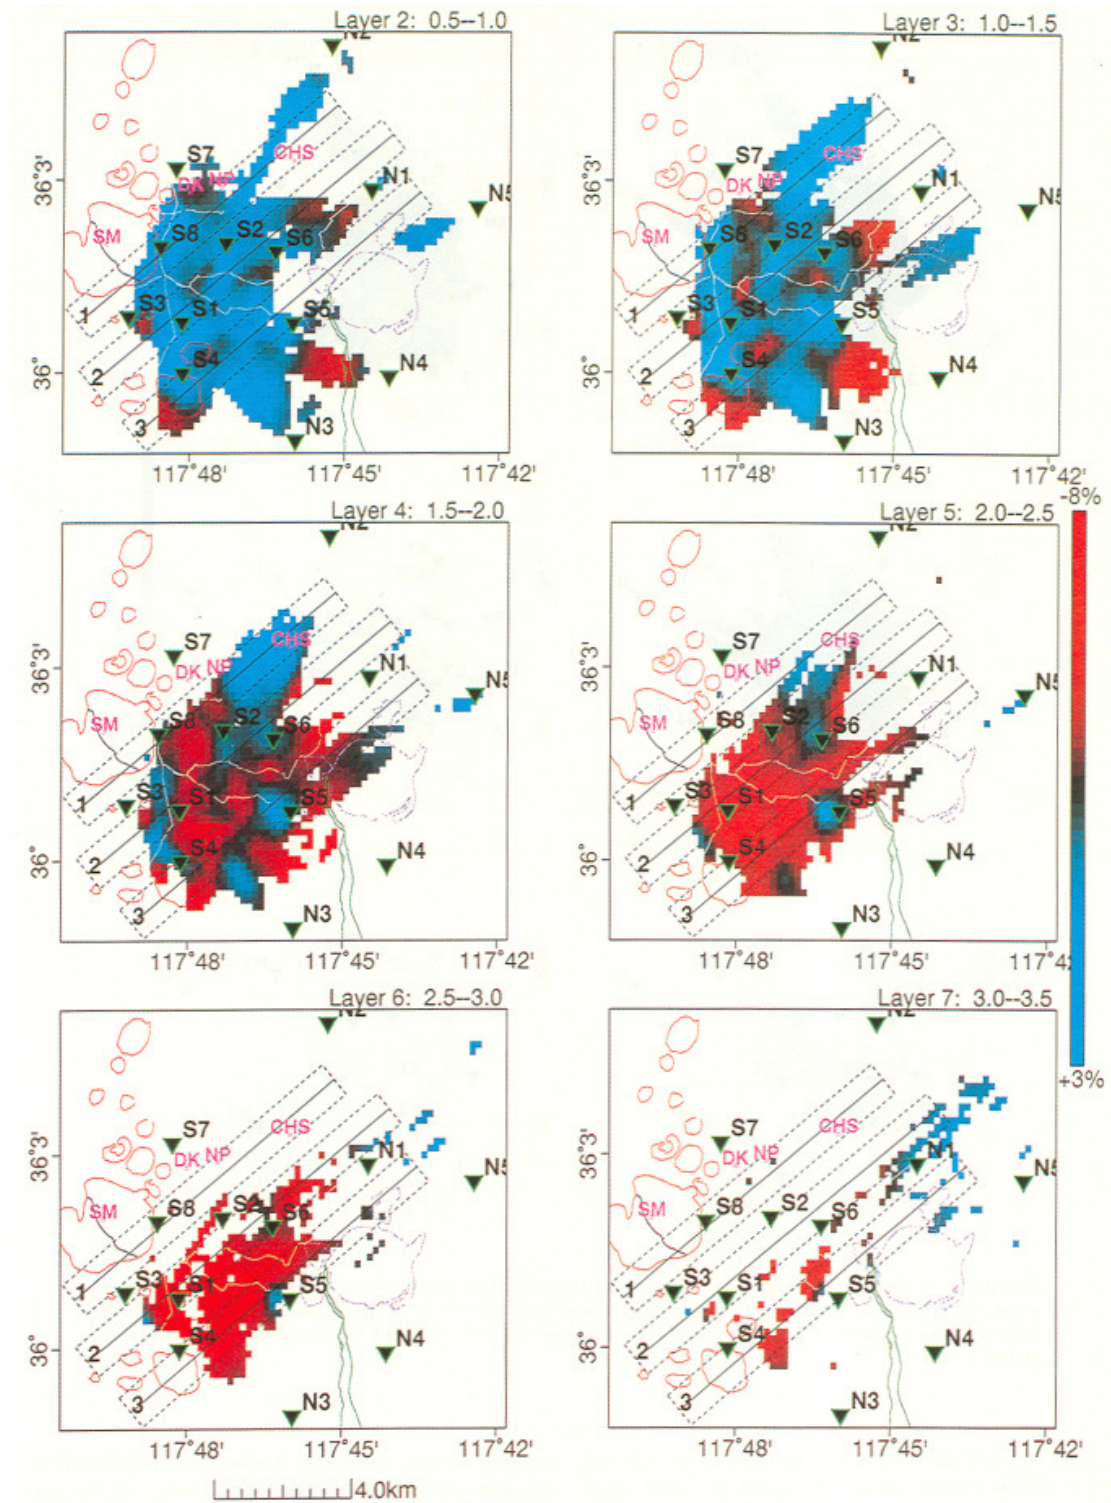 Layer 2: 0.5--1.0
N2
S7
CHS
DK NP
N1
N5
36°3'
SM
S8
S2
S6
S3
S1
S5
1
S4
N4
36°
2
N3
3
117°48' 117°45' 117°42'
Layer 3: 1.0--1.5
N2
S7
CHS
DK NP
N1
N5
36°3'
SM
S8
S2
S6
S3
S1
S5
1
S4
N4
36°
2
N3
3
117°48' 117°45' 117°42'
Layer 4: 1.5--2.0
N2
S7
CHS
DK NP
N1
N5
36°3'
SM
S8
S2
S6
S3
S1
S5
1
S4
N4
36°
2
N3
3
117°48' 117°45' 117°42'
Layer 5: 2.0--2.5
N2
S7
CHS
DK NP
N1
N5
36°3'
SM
S8
S2
S6
S3
S1
S5
1
S4
N4
36°
2
N3
3
117°48' 117°45' 117°42'
-8%
+3%
Layer 6: 2.5--3.0
N2
S7
CHS
DK NP
N1
N5
36°3'
SM
S8
S2
S6
S3
S1
S5
1
S4
N4
36°
2
N3
3
117°48' 117°45' 117°42'
Layer 7: 3.0--3.5
N2
S7
CHS
DK NP
N1
N5
36°3'
SM
S8
S2
S6
S3
S1
S5
1
S4
N4
36°
2
N3
3
117°48' 117°45' 117°42'
4.0km